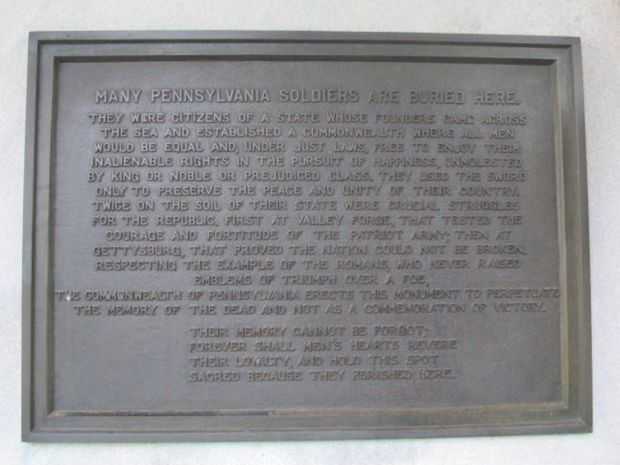 MANY PENNSYLVANIA SOLDIERS ARE BURIED HERE.
THEY WERE CITIZENS OF A STATE WHOSE FOUNDERS CAME ACROSS
THE SEA AND ESTABLISHED A COMMONWEALTH WHERE ALL MEN
WOULD BE EQUAL AND, UNDER JUST LAWS, FREE TO ENJOY THEIR
INALIENABLE RIGHTS IN THE PURSUIT OF HAPPINESS, UNMOLESTED
BY KING OR NOBLE OR PREJUDICED CLASS. THEY USED THE SWORD
ONLY TO PRESERVE THE PEACE AND UNITY OF THEIR COUNTRY.
TWICE ON THE SOIL OF THEIR STATE WERE CRUCIAL STRUGGLES
FOR THE REPUBLIC, FIRST AT VALLEY FORGE, THAT TESTED THE
COURAGE AND FORTITUDE OF THE PATRIOT ARMY; THEN AT
GETTYSBURG, THAT PROVED THE NATION COULD NOT BE BROKEN.
RESPECTING THE EXAMPLE OF THE ROMANS, WHO NEVER RAISED
EMBLEMS OF TRIUMPH OVER A FOE,
THE COMMONWEALTH OF PENNSYLVANIA ERECTS THIS MONUMENT TO PERPETUATE
THE MEMORY OF THE DEAD AND NOT AS A COMMEMORATION OF VICTORY.
THEIR MEMORY CANNOT BE FORGOT;
FOREVER SHALL MEN'S HEARTS REVERE
THEIR LOYALTY, AND HOLD THIS SPOT
SACRED BECAUSE THEY PERISHED HERE.